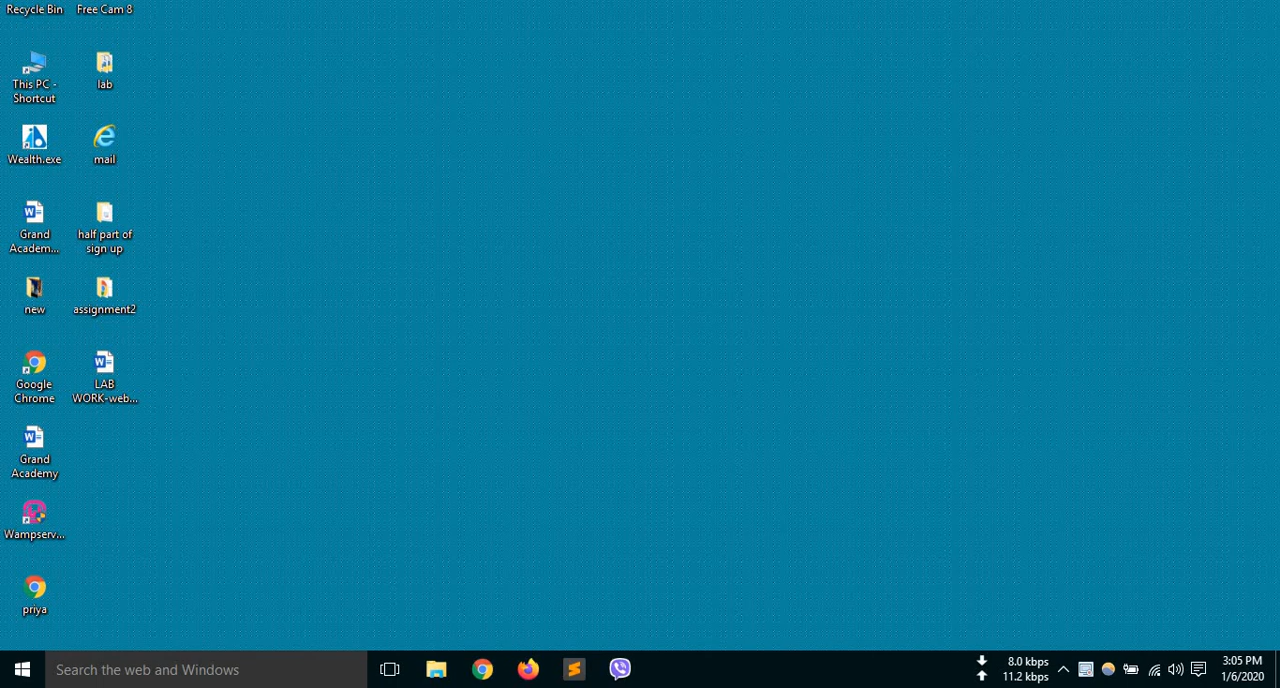 Recycle Bin
Free Cam 8
This PC -
Shortcut
lab
Wealth.exe
mail
Grand
Academ...
half part of
sign up
new
assignment2
Google
Chrome
LAB
WORK-web...
Grand
Academy
Wampserv...
priya
Search the web and Windows
8.0 kbps
11.2 kbps
3:05 PM
1/6/2020